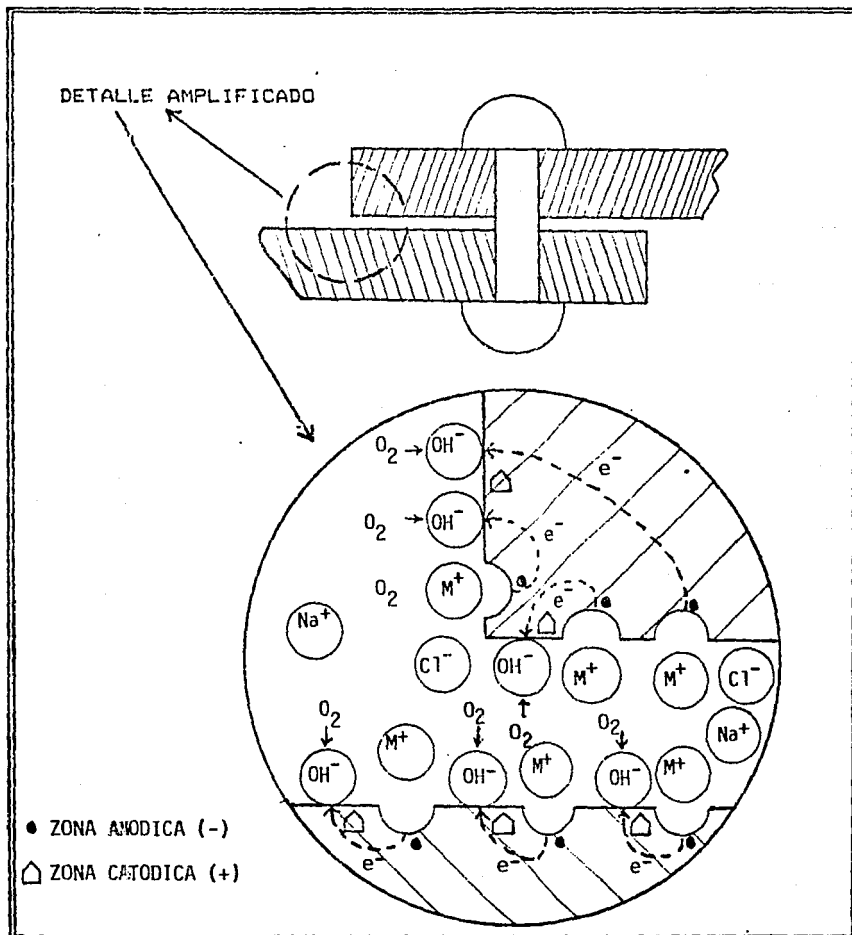 DETALLE AMPLIFICADO
O₂ → OH⁻
e⁻
O₂ → OH⁻
e⁻
O₂ M⁺
e⁻
Na⁺
Cl⁻ OH⁻ M⁺ M⁺ Cl⁻
O₂ O₂ O₂ O₂
Na⁺
M⁺
OH⁻ OH⁻ M⁺ OH⁻ M⁺
● ZONA ANODICA (-)
e⁻ e⁻ e⁻
⌂ ZONA CATODICA (+)